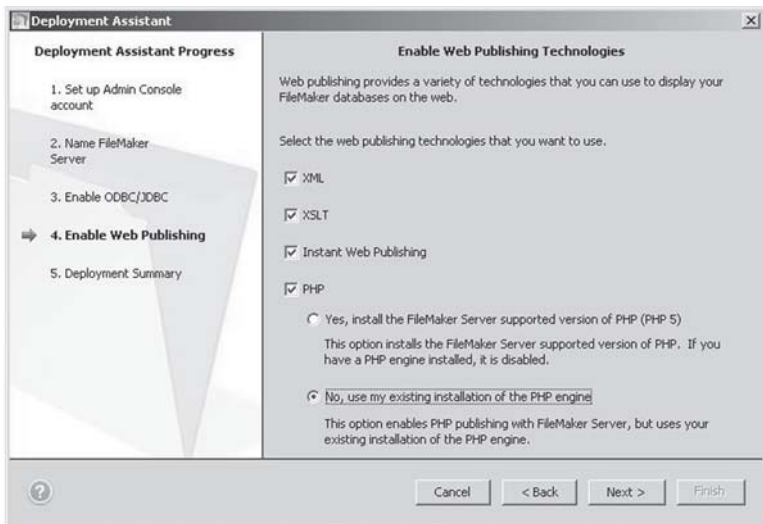 Deployment Assistant
Deployment Assistant Progress
1. Set up Admin Console
account
2. Name FileMaker
Server
3. Enable ODBC/JDBC
4. Enable Web Publishing
5. Deployment Summary
Enable Web Publishing Technologies
Web publishing provides a variety of technologies that you can use to display your
FileMaker databases on the web.
Select the web publishing technologies that you want to use.
XML
XSLT
Instant Web Publishing
PHP
Yes, install the FileMaker Server supported version of PHP (PHP 5)
This option installs the FileMaker Server supported version of PHP. If you
have a PHP engine installed, it is disabled.
No, use my existing installation of the PHP engine
This option enables PHP publishing with FileMaker Server, but uses your
existing installation of the PHP engine.
?
Cancel
< Back
Next >
Finish